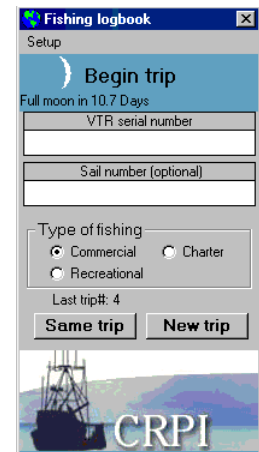 Fishing logbook
Setup
Begin trip
Full moon in 10.7 Days
VTR serial number
Sail number (optional)
Type of fishing
Commercial Charter
Recreational
Last trip#: 4
Same trip New trip
CRPI